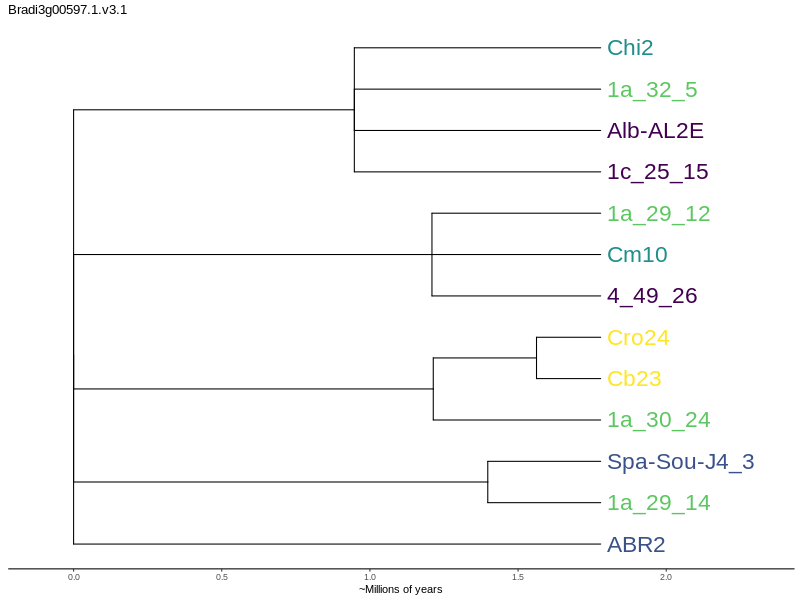 Bradi3g00597.1.v3.1
Chi2
1a_32_5
Alb-AL2E
1c_25_15
1a_29_12
Cm10
4_49_26
Cro24
Cb23
1a_30_24
Spa-Sou-J4_3
1a_29_14
ABR2
0.0 0.5 1.0 1.5 2.0
~Millions of years